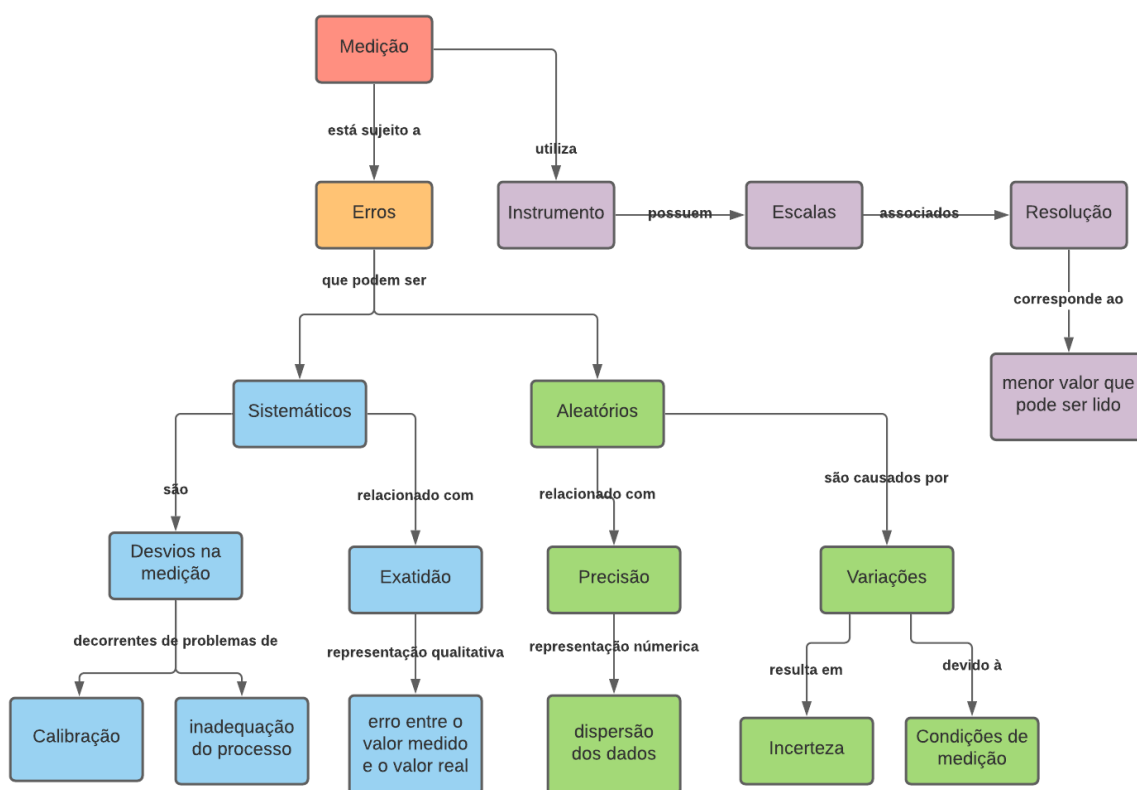 Medição
está sujeito a
utiliza
Erros
Instrumento
possuem
Escalas
associados
Resolução
que podem ser
corresponde ao
menor valor que
pode ser lido
Sistemáticos
Aleatórios
são
relacionado com
relacionado com
são causados por
Desvios na
medição
Exatidão
Precisão
Variações
decorrentes de problemas de
representação qualitativa
representação númerica
resulta em
devido à
Calibração
inadequação
do processo
erro entre o
valor medido
e o valor real
dispersão
dos dados
Incerteza
Condições de
medição